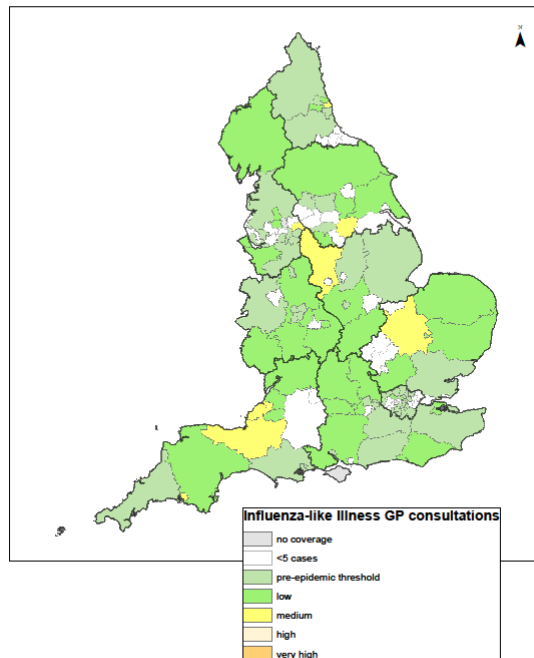 N
Influenza-like Illness GP consultations
no coverage
<5 cases
pre-epidemic threshold
low
medium
high
very high